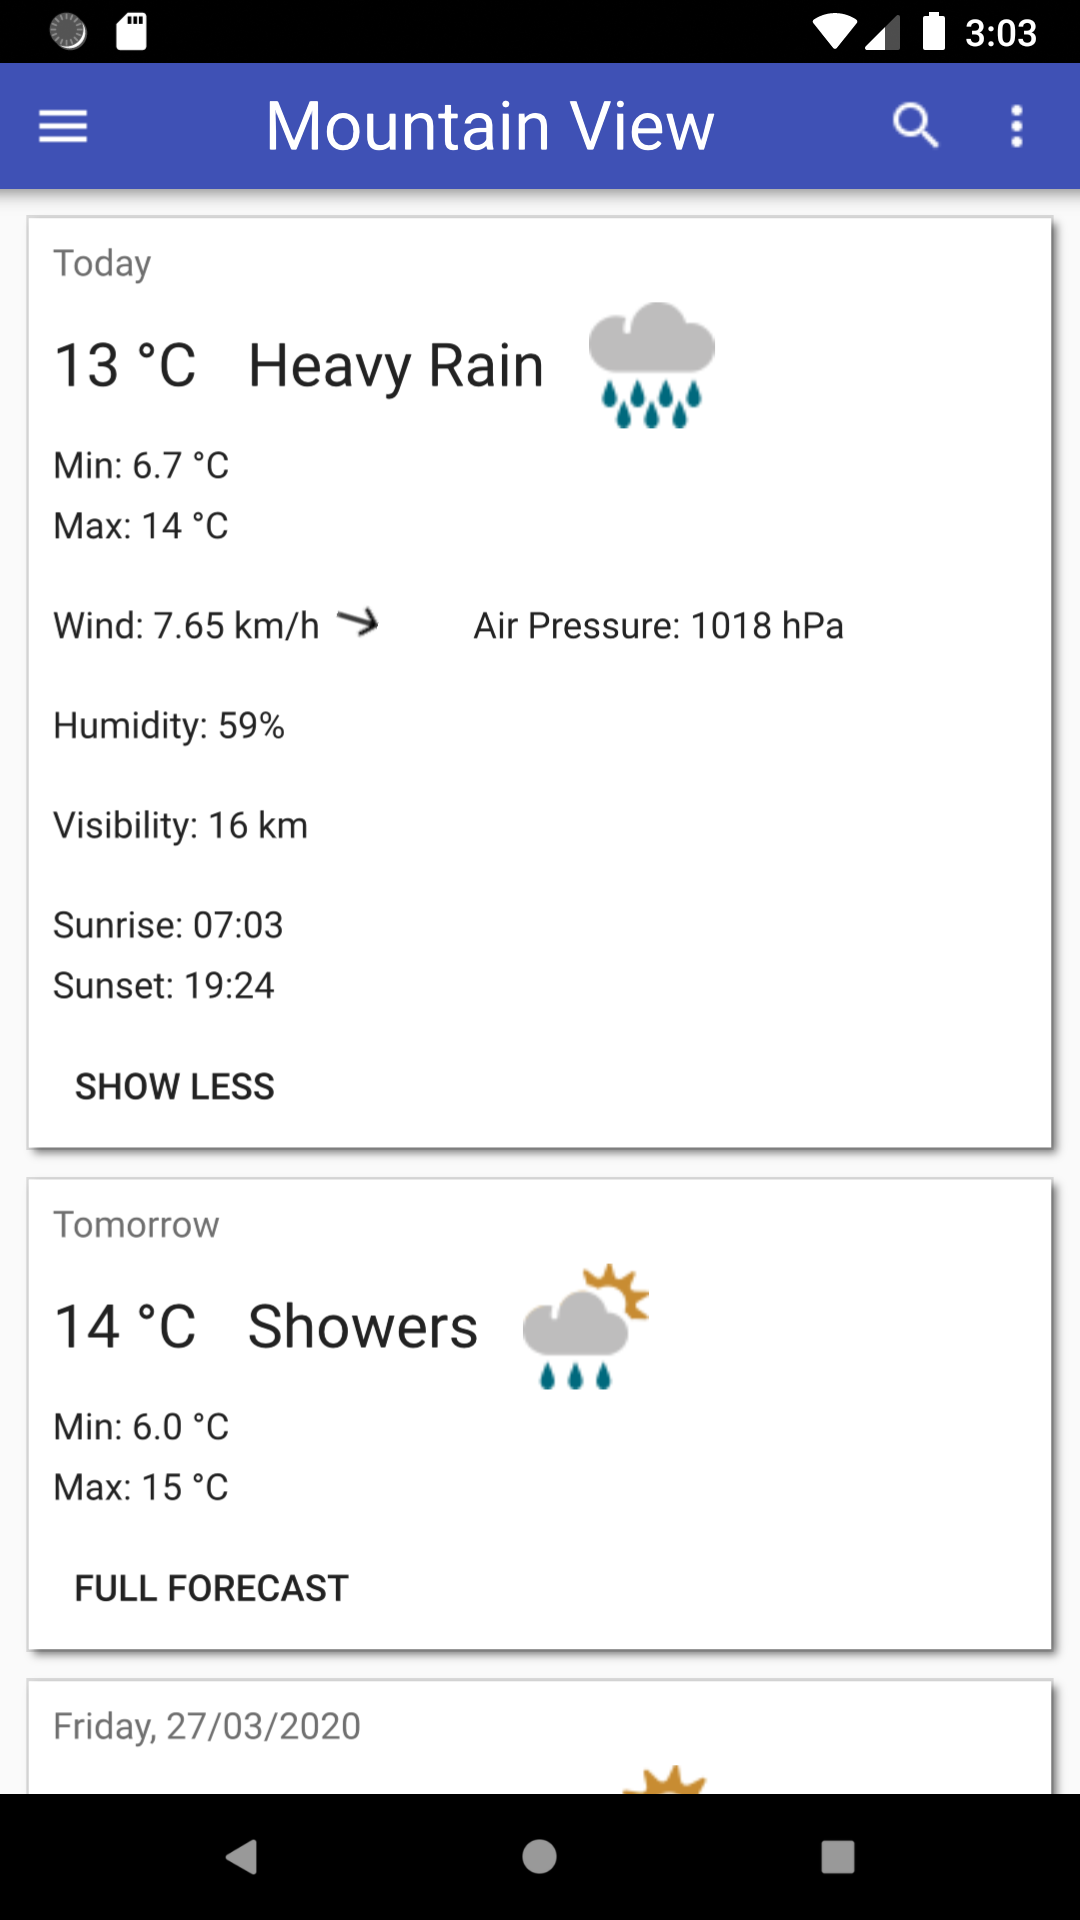 3:03
Mountain View
Today
13 °C Heavy Rain
Min: 6.7 °C
Max: 14 °C
Wind: 7.65 km/h Air Pressure: 1018 hPa
Humidity: 59%
Visibility: 16 km
Sunrise: 07:03
Sunset: 19:24
SHOW LESS
Tomorrow
14 °C Showers
Min: 6.0 °C
Max: 15 °C
FULL FORECAST
Friday, 27/03/2020